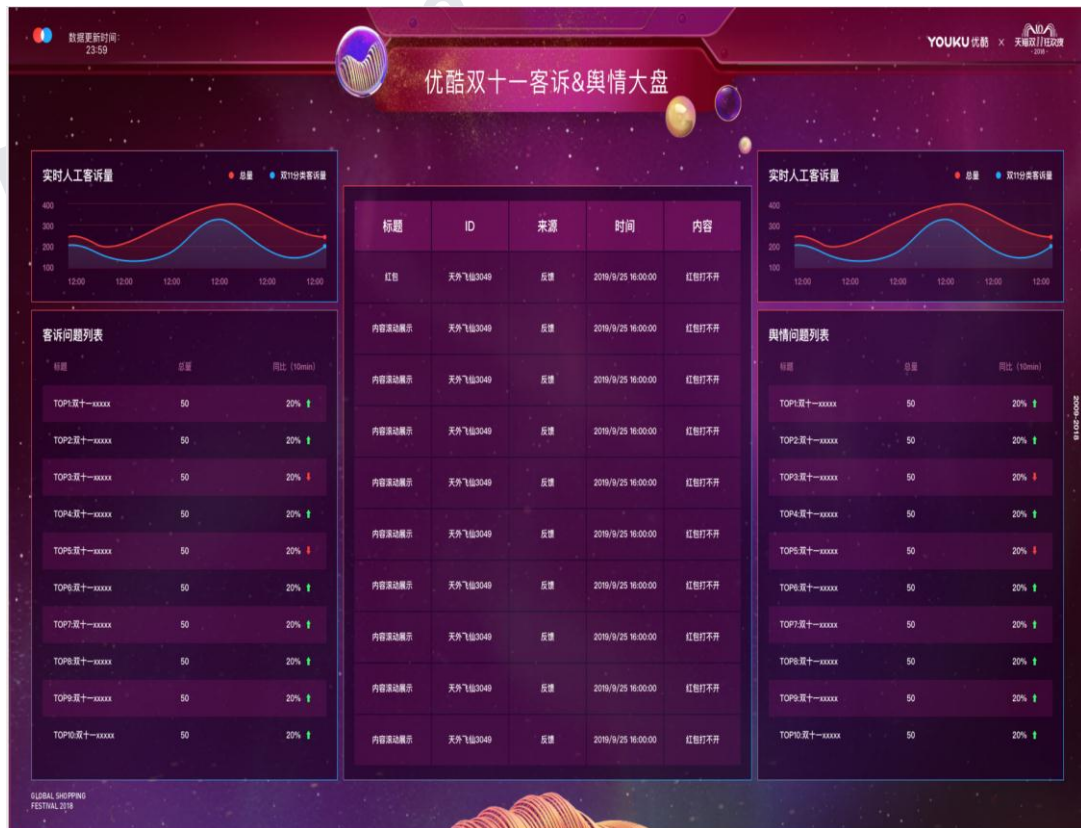 数据更新时间:
23:59
YOUKU优酷 × 天猫双11狂欢夜
·2018·
优酷双十一客诉&舆情大盘
实时人工客诉量 总量 双11分类客诉量
400
300
200
100
12:00 12:00 12:00 12:00 12:00 12:00
客诉问题列表
标题 总量 同比 (10min)
TOP1:双十一xxxxx 50 20%
TOP2:双十一xxxxx 50 20%
TOP3:双十一xxxxx 50 20%
TOP4:双十一xxxxx 50 20%
TOP5:双十一xxxxx 50 20%
TOP6:双十一xxxxx 50 20%
TOP7:双十一xxxxx 50 20%
TOP8:双十一xxxxx 50 20%
TOP9:双十一xxxxx 50 20%
TOP10:双十一xxxxx 50 20%
标题 ID 来源 时间 内容
红包 天外飞仙3049 反馈 2019/9/25 16:00:00 红包打不开
内容滚动展示 天外飞仙3049 反馈 2019/9/25 16:00:00 红包打不开
内容滚动展示 天外飞仙3049 反馈 2019/9/25 16:00:00 红包打不开
内容滚动展示 天外飞仙3049 反馈 2019/9/25 16:00:00 红包打不开
内容滚动展示 天外飞仙3049 反馈 2019/9/25 16:00:00 红包打不开
内容滚动展示 天外飞仙3049 反馈 2019/9/25 16:00:00 红包打不开
内容滚动展示 天外飞仙3049 反馈 2019/9/25 16:00:00 红包打不开
内容滚动展示 天外飞仙3049 反馈 2019/9/25 16:00:00 红包打不开
内容滚动展示 天外飞仙3049 反馈 2019/9/25 16:00:00 红包打不开
内容滚动展示 天外飞仙3049 反馈 2019/9/25 16:00:00 红包打不开
实时人工客诉量 总量 双11分类客诉量
400
300
200
100
12:00 12:00 12:00 12:00 12:00 12:00
舆情问题列表
标题 总量 同比 (10min)
TOP1:双十一xxxxx 50 20%
TOP2:双十一xxxxx 50 20%
TOP3:双十一xxxxx 50 20%
TOP4:双十一xxxxx 50 20%
TOP5:双十一xxxxx 50 20%
TOP6:双十一xxxxx 50 20%
TOP7:双十一xxxxx 50 20%
TOP8:双十一xxxxx 50 20%
TOP9:双十一xxxxx 50 20%
TOP10:双十一xxxxx 50 20%
2009-2018
GLOBAL SHOPPING
FESTNAL 2018